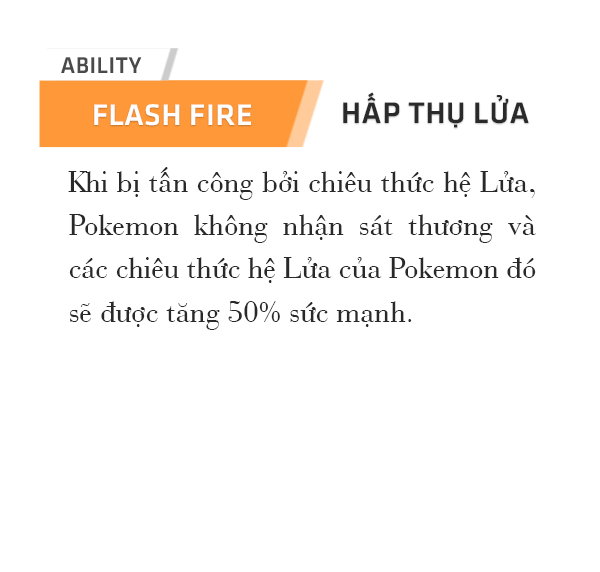 ABILITY
FLASH FIRE
HẤP THỤ LỬA
Khi bị tấn công bởi chiêu thức hệ Lửa,
Pokemon không nhận sát thương và
các chiêu thức hệ Lửa của Pokemon đó
sẽ được tăng 50% sức mạnh.